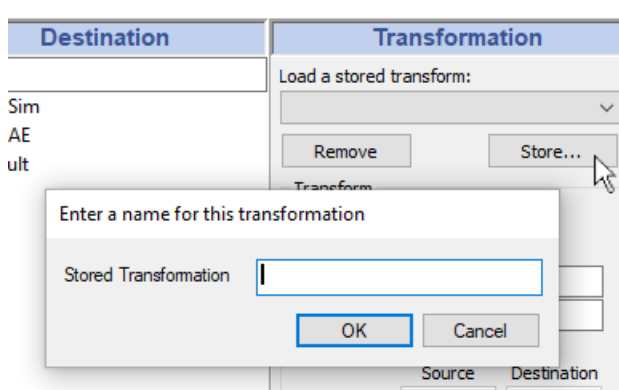 Destination
Transformation
Load a stored transform:
Sim
AE
ult
Remove
Store...
Transform
Enter a name for this transformation
Stored Transformation
OK
Cancel
Source
Destination